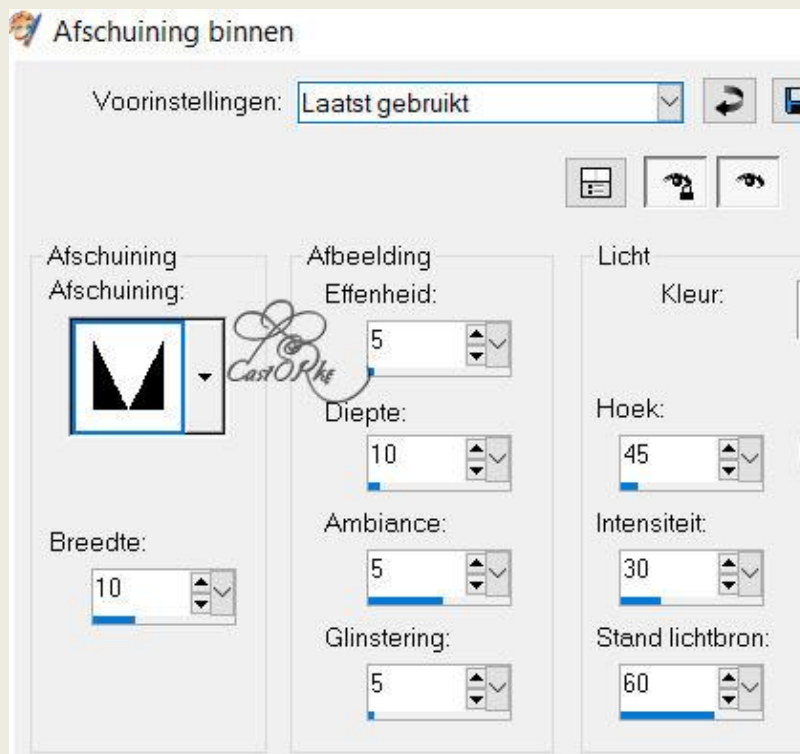 Afschuining binnen
Voorinstellingen: Laatst gebruikt
Afschuining
Afschuining:
Breedte:
10
Afbeelding
Effenheid:
5
Diepte:
10
Ambiance:
5
Glinstering:
5
Licht
Kleur:
Hoek:
45
Intensiteit:
30
Stand lichtbron:
60
CastORke